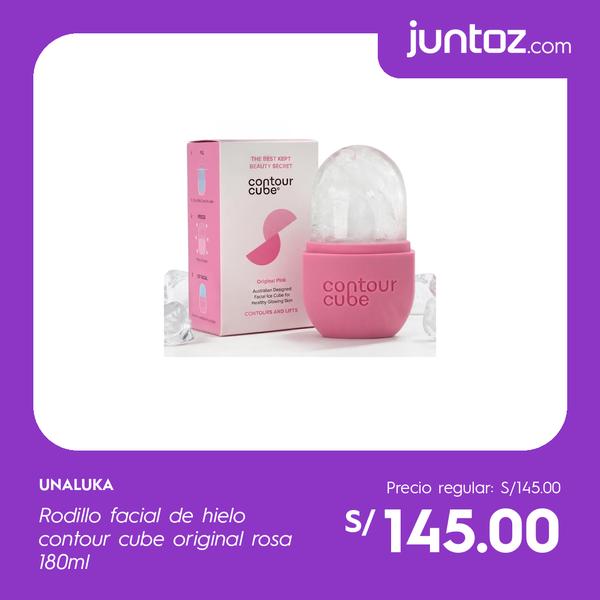 juntoz.com
THE BEST KEPT
BEAUTY SECRET
contour
cube®
Original Pink
Australian Designed
Facial Ice Cube for
Healthy Glowing Skin
CONTOURS AND LIFTS
contour
cube
UNALUKA
Rodillo facial de hielo
contour cube original rosa
180ml
Precio regular: S/145.00
S/145.00